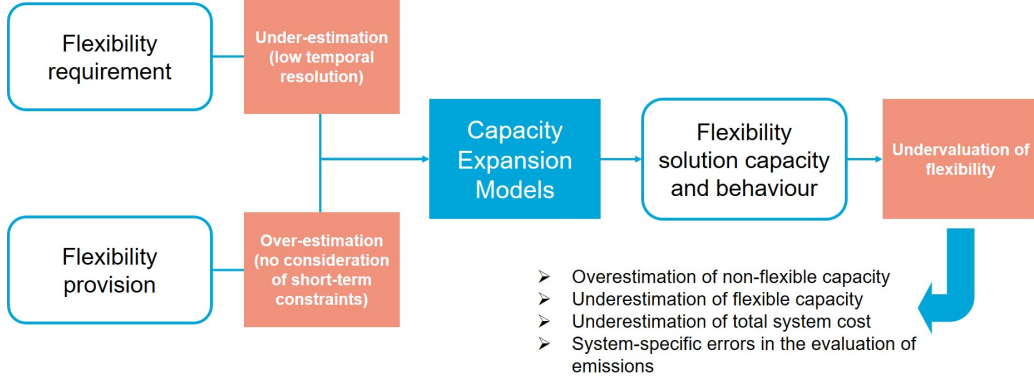 Flexibility
requirement
Under-estimation
(low temporal
resolution)
Capacity
Expansion
Models
Flexibility
solution capacity
and behaviour
Undervaluation of
flexibility
Flexibility
provision
Over-estimation
(no consideration
of short-term
constraints)
➢ Overestimation of non-flexible capacity
➢ Underestimation of flexible capacity
➢ Underestimation of total system cost
➢ System-specific errors in the evaluation of
emissions